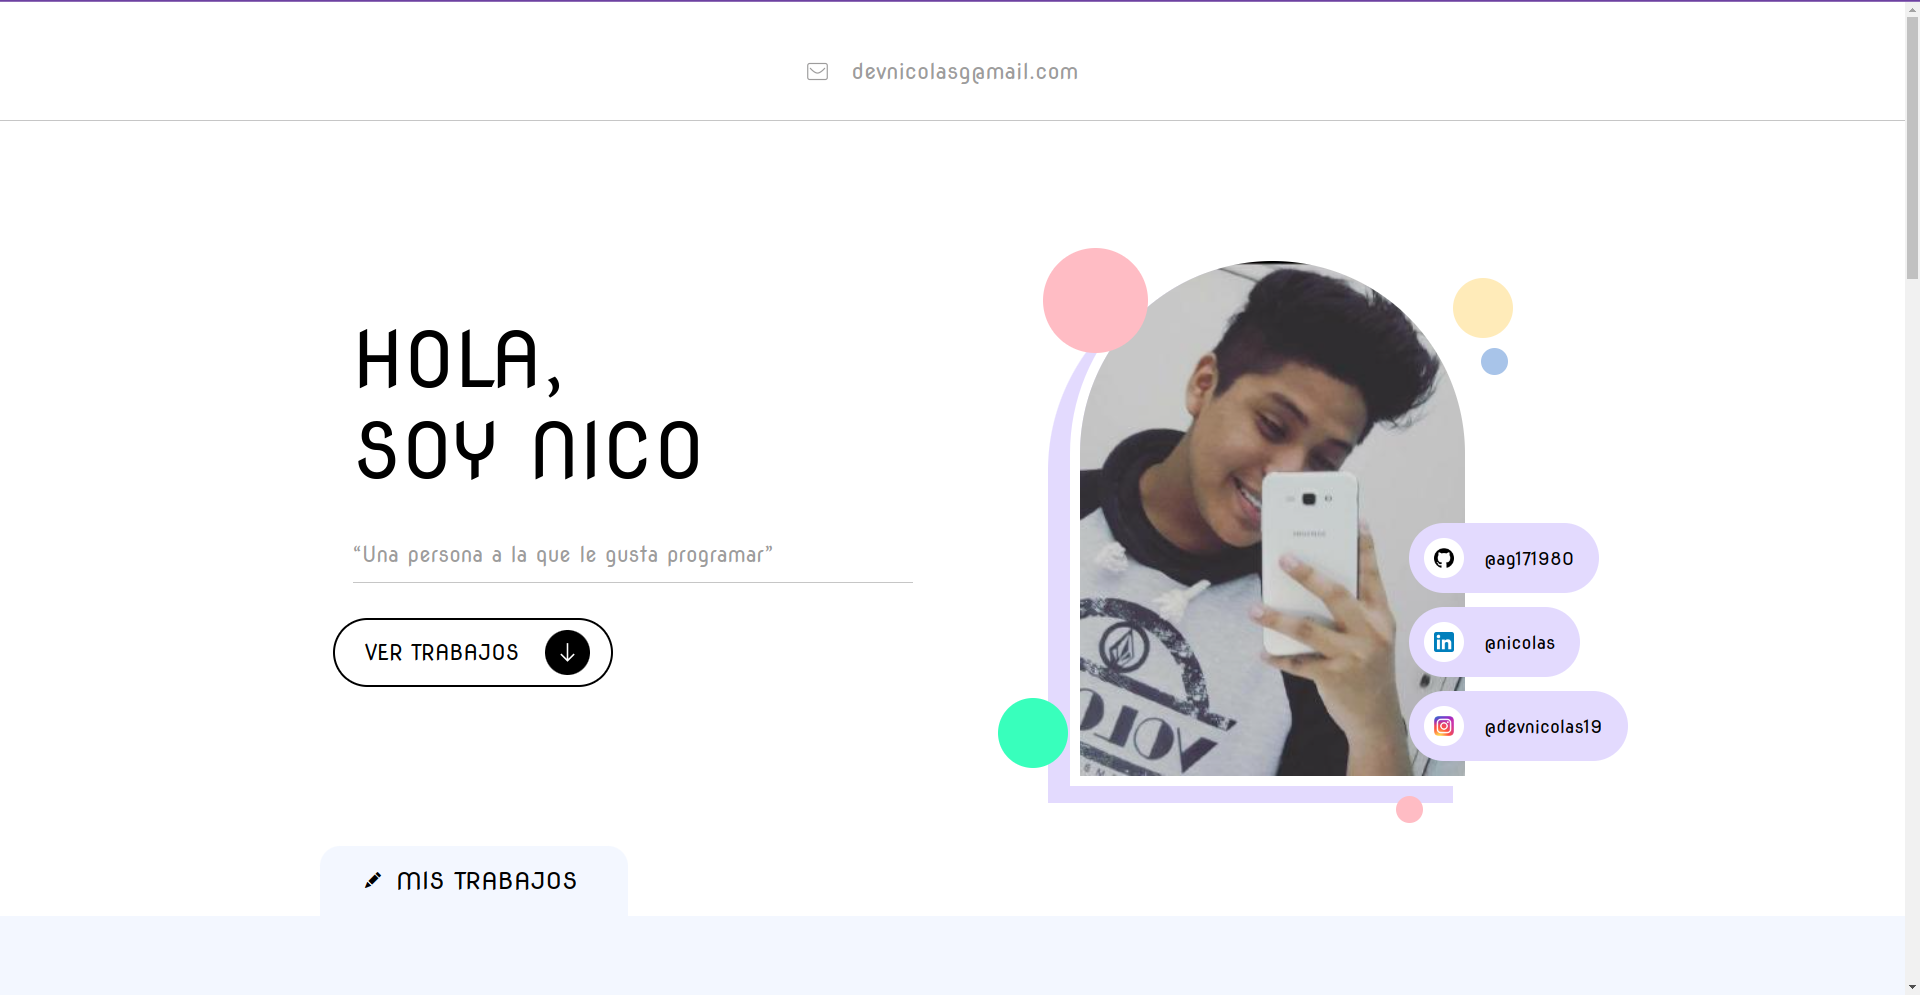 devnicolasg@mail.com
HOLA,
SOY NICO
“Una persona a la que le gusta programar”
VER TRABAJOS
@ag171980
@nicolas
@devnicolas19
MIS TRABAJOS